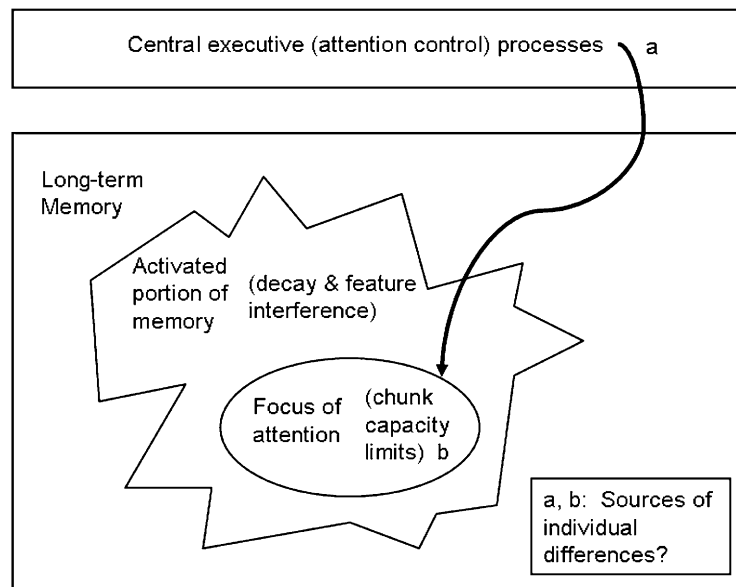 Central executive (attention control) processes a
Long-term
Memory
Activated
portion of
memory
(decay & feature
interference)
Focus of
attention
(chunk
capacity
limits) b
a, b: Sources of
individual
differences?